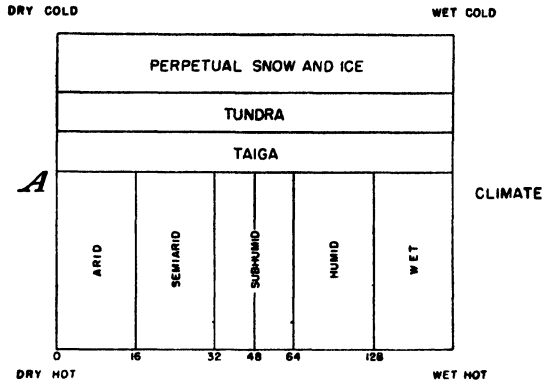 DRY COLD WET COLD
PERPETUAL SNOW AND ICE
TUNDRA
TAIGA
A CLIMATE
ARID SEMIARID SUBHUMID HUMID WET
0 16 32 48 64 128
DRY HOT WET HOT